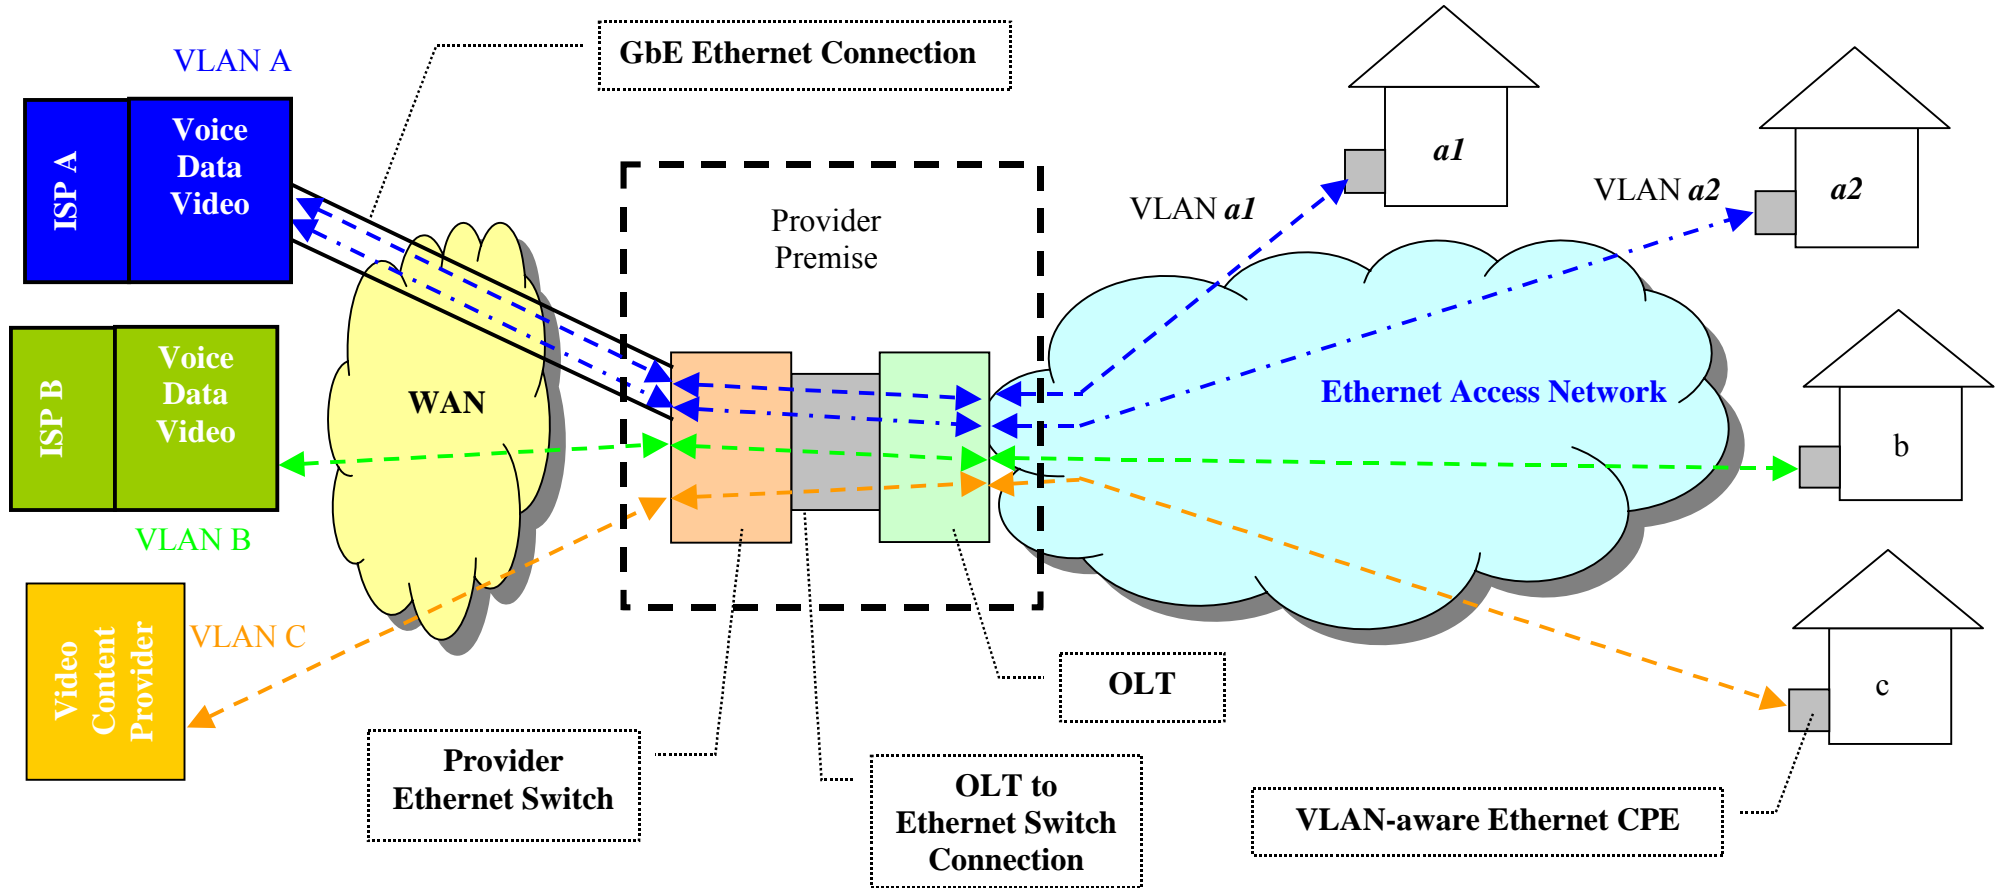 GbE Ethernet Connection
VLAN A
ISP A
Voice
Data
Video
Provider
Premise
a1
VLAN a1
a2
VLAN a2
ISP B
Voice
Data
Video
VLAN B
WAN
Ethernet Access Network
b
Video
Content
Provider
VLAN C
OLT
c
Provider
Ethernet Switch
OLT to
Ethernet Switch
Connection
VLAN-aware Ethernet CPE